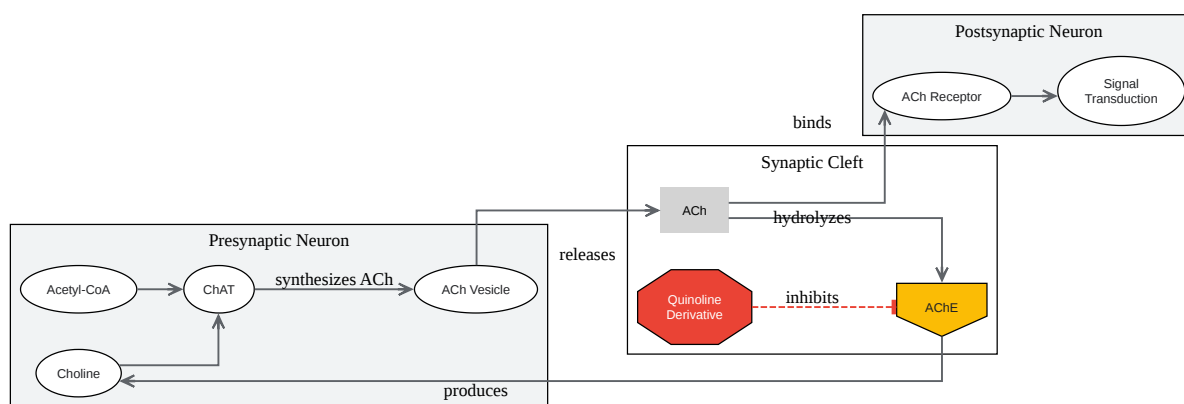 Postsynaptic Neuron
ACh Receptor
Signal
Transduction
binds
Synaptic Cleft
ACh
hydrolyzes
releases
Quinoline
Derivative
inhibits
AChE
Presynaptic Neuron
Acetyl-CoA
ChAT
synthesizes ACh
ACh Vesicle
Choline
produces